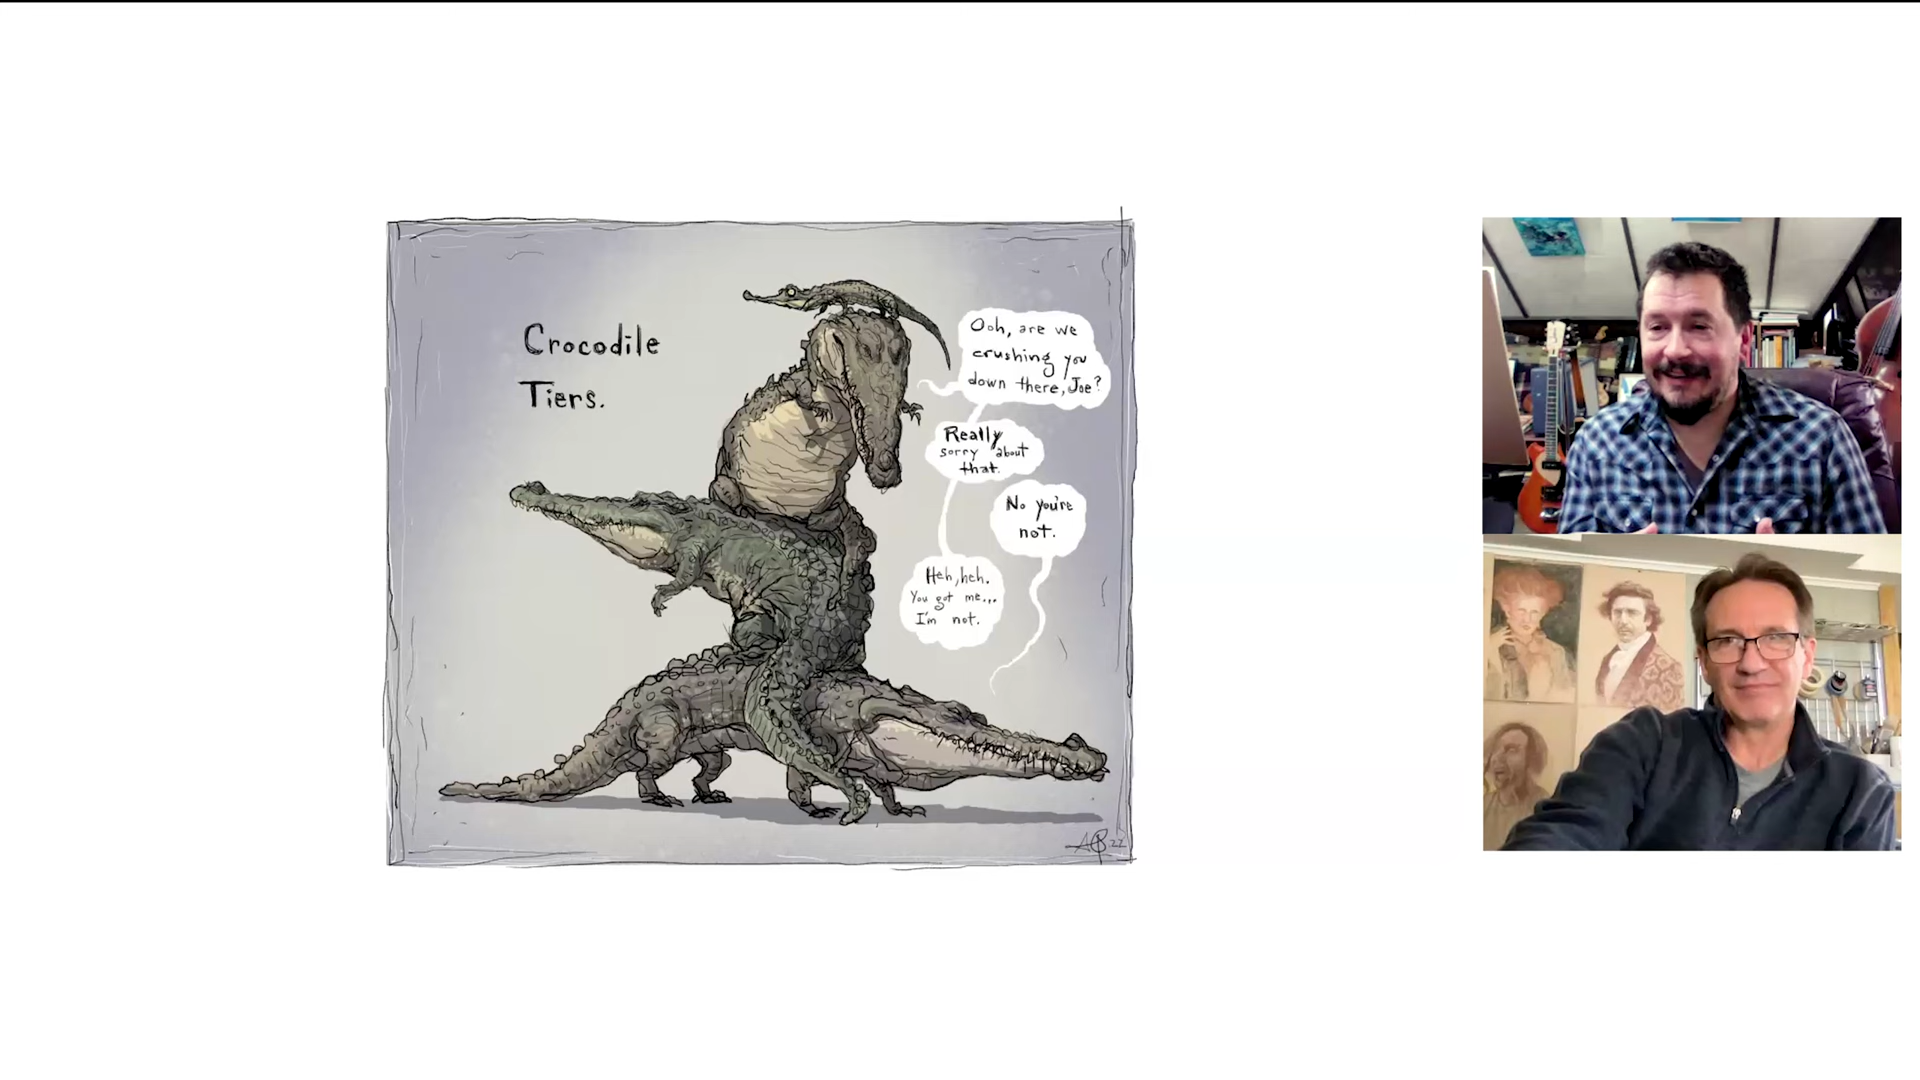 Crocodile
Tiers.
Ooh, are we
crushing you
down there, Joe?
Really
sorry about
that.
No you're
not.
Heh, heh.
You got me...
I'm not.